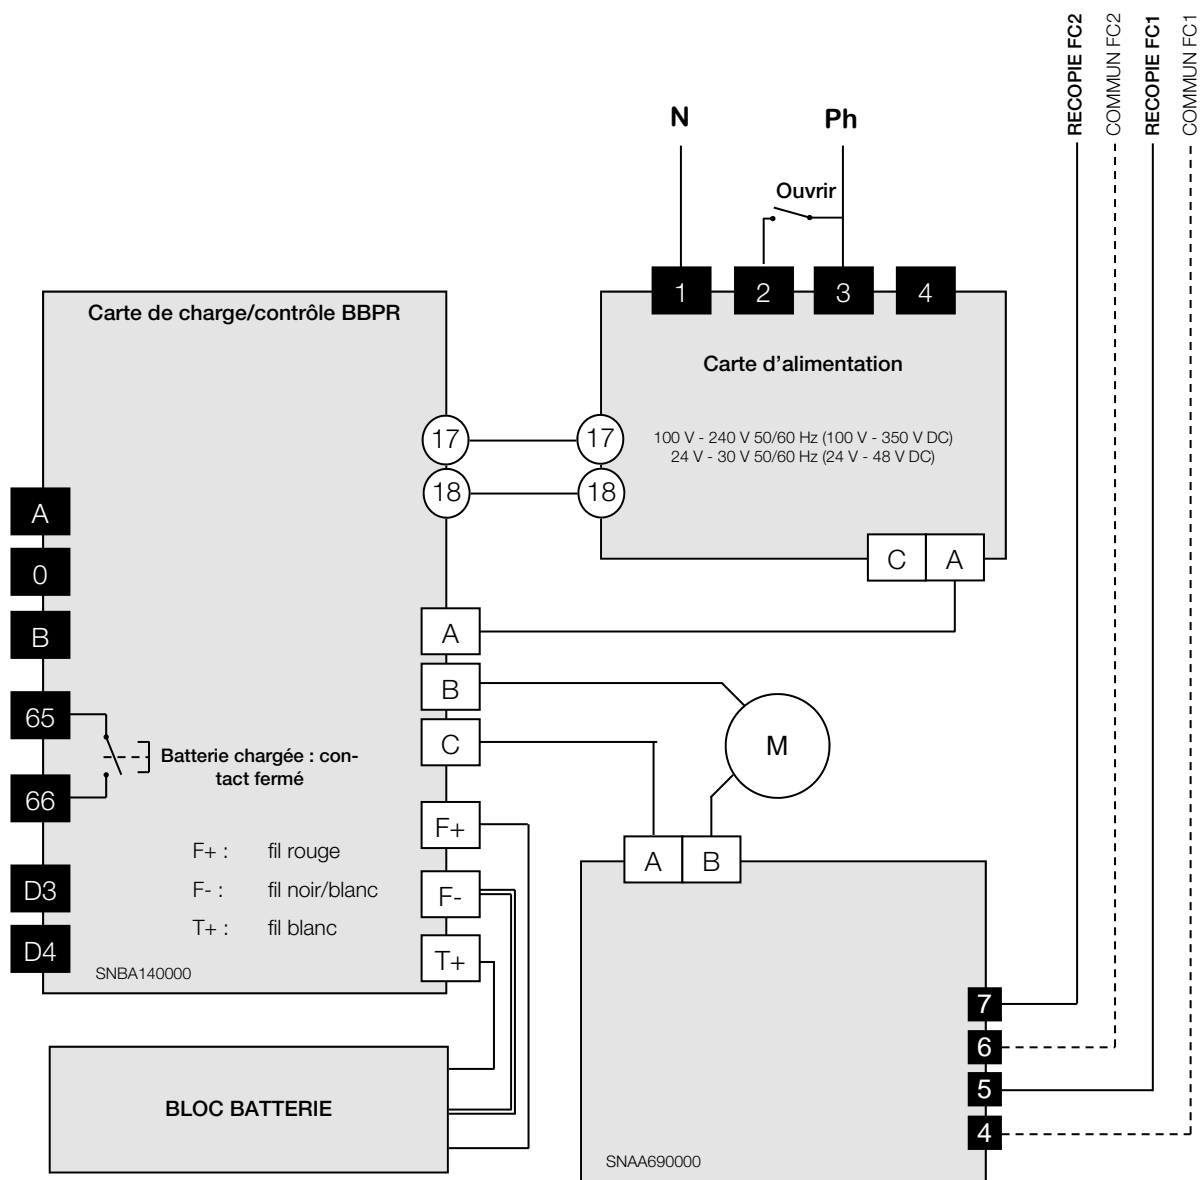 RECOPIE FC2
COMMUN FC2
RECOPIE FC1
COMMUN FC1
N
Ph
Ouvrir
1
2
3
4
Carte de charge/contrôle BBPR
Carte d'alimentation
100 V - 240 V 50/60 Hz (100 V - 350 V DC)
24 V - 30 V 50/60 Hz (24 V - 48 V DC)
17
17
18
18
C
A
A
0
B
A
B
C
M
65
66
Batterie chargée : con-
tact fermé
F+ : fil rouge
F- : fil noir/blanc
T+ : fil blanc
F+
F-
T+
D3
D4
SNBA140000
A
B
BLOC BATTERIE
7
6
5
4
SNAA690000